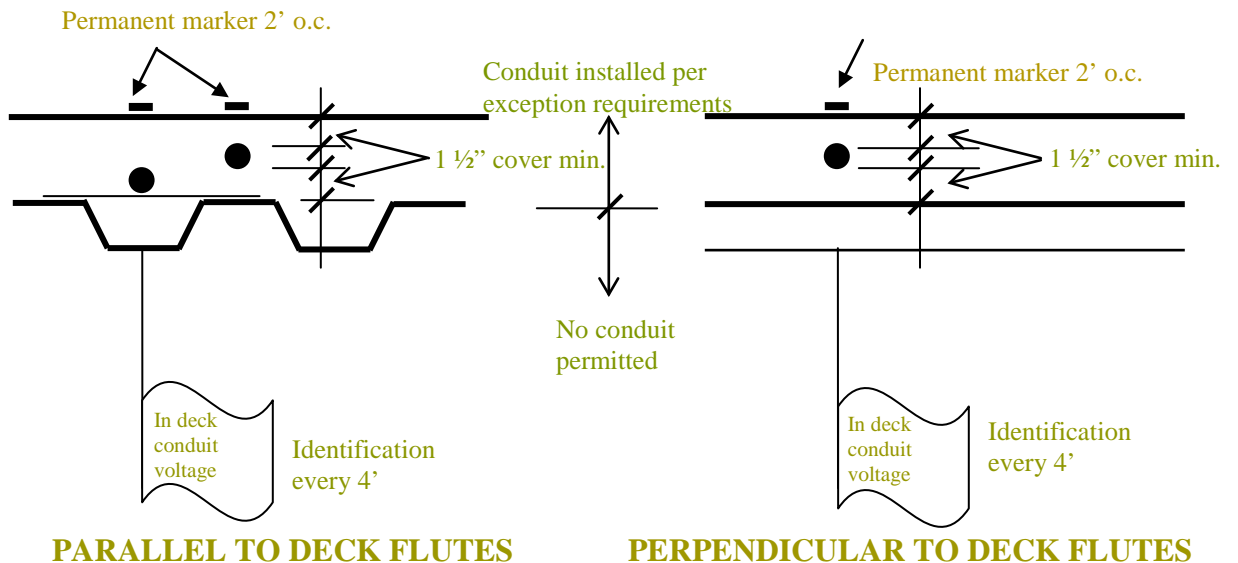 Permanent marker 2’ o.c.
Conduit installed per
exception requirements
1 ½” cover min.
No conduit
permitted
In deck
conduit
voltage
Identification
every 4’
PARALLEL TO DECK FLUTES
Permanent marker 2’ o.c.
1 ½” cover min.
In deck
conduit
voltage
Identification
every 4’
PERPENDICULAR TO DECK FLUTES